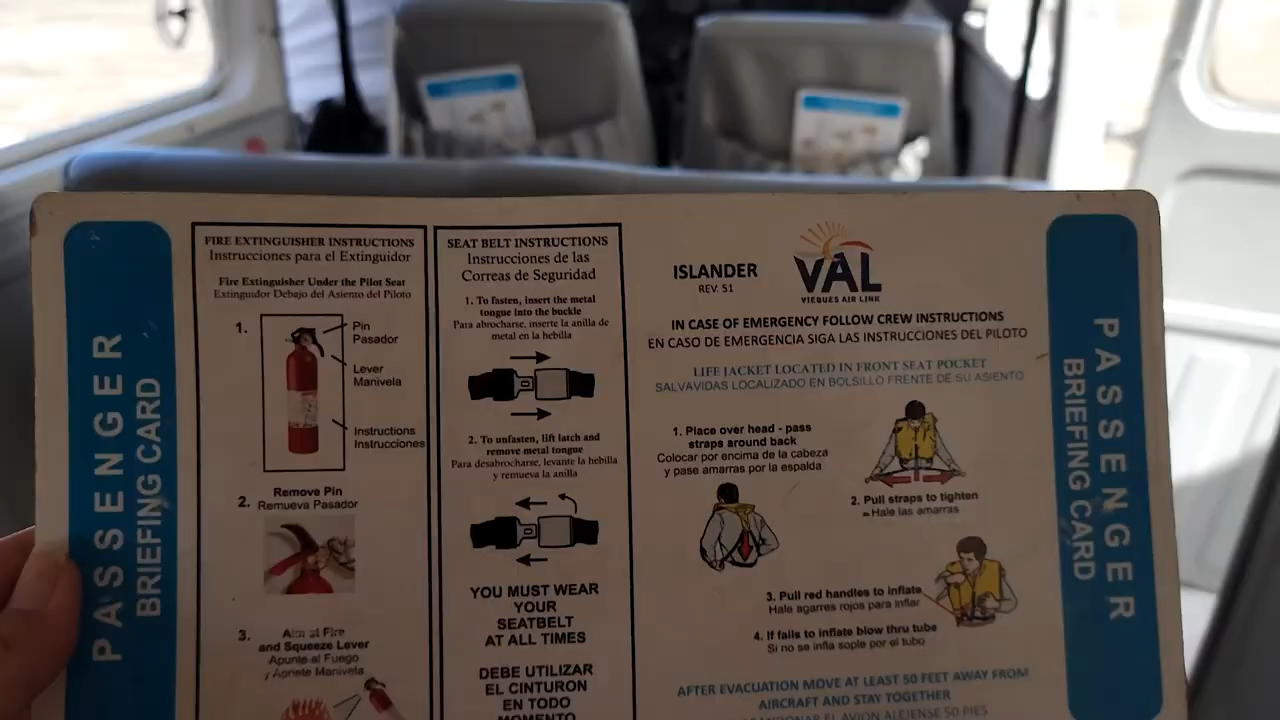 PASSENGER
BRIEFING CARD
FIRE EXTINGUISHER INSTRUCTIONS
Instrucciones para el Extinguidor
Fire Extinguisher Under the Pilot Seat
Extinguidor Debajo del Asiento del Piloto
1.
Pin
Pasador
Lever
Manivela
Instructions
Instrucciones
2. Remove Pin
Remueva Pasador
3. Aim at Fire
and Squeeze Lever
Apunte al Fuego
y Apriete Manivela
SEAT BELT INSTRUCTIONS
Instrucciones de las
Correas de Seguridad
1. To fasten, insert the metal
tongue into the buckle
Para abrocharse, inserte la anilla de
metal en la hebilla
2. To unfasten, lift latch and
remove metal tongue
Para desabrocharse, levante la hebilla
y remueva la anilla
YOU MUST WEAR
YOUR
SEATBELT
AT ALL TIMES
DEBE UTILIZAR
EL CINTURON
EN TODO
MOMENTO
ISLANDER
REV. 51
VAL
VIEQUES AIR LINK
IN CASE OF EMERGENCY FOLLOW CREW INSTRUCTIONS
EN CASO DE EMERGENCIA SIGA LAS INSTRUCCIONES DEL PILOTO
LIFE JACKET LOCATED IN FRONT SEAT POCKET
SALVAVIDAS LOCALIZADO EN BOLSILLO FRENTE DE SU ASIENTO
1. Place over head - pass
straps around back
Colocar por encima de la cabeza
y pase amarras por la espalda
2. Pull straps to tighten
Hale las amarras
3. Pull red handles to inflate
Hale agarres rojos para inflar
4. If fails to inflate blow thru tube
Si no se infla sople por el tubo
AFTER EVACUATION MOVE AT LEAST 50 FEET AWAY FROM
AIRCRAFT AND STAY TOGETHER
EL AVION ALEJENSE 50 PIES
PASSENGER
BRIEFING CARD